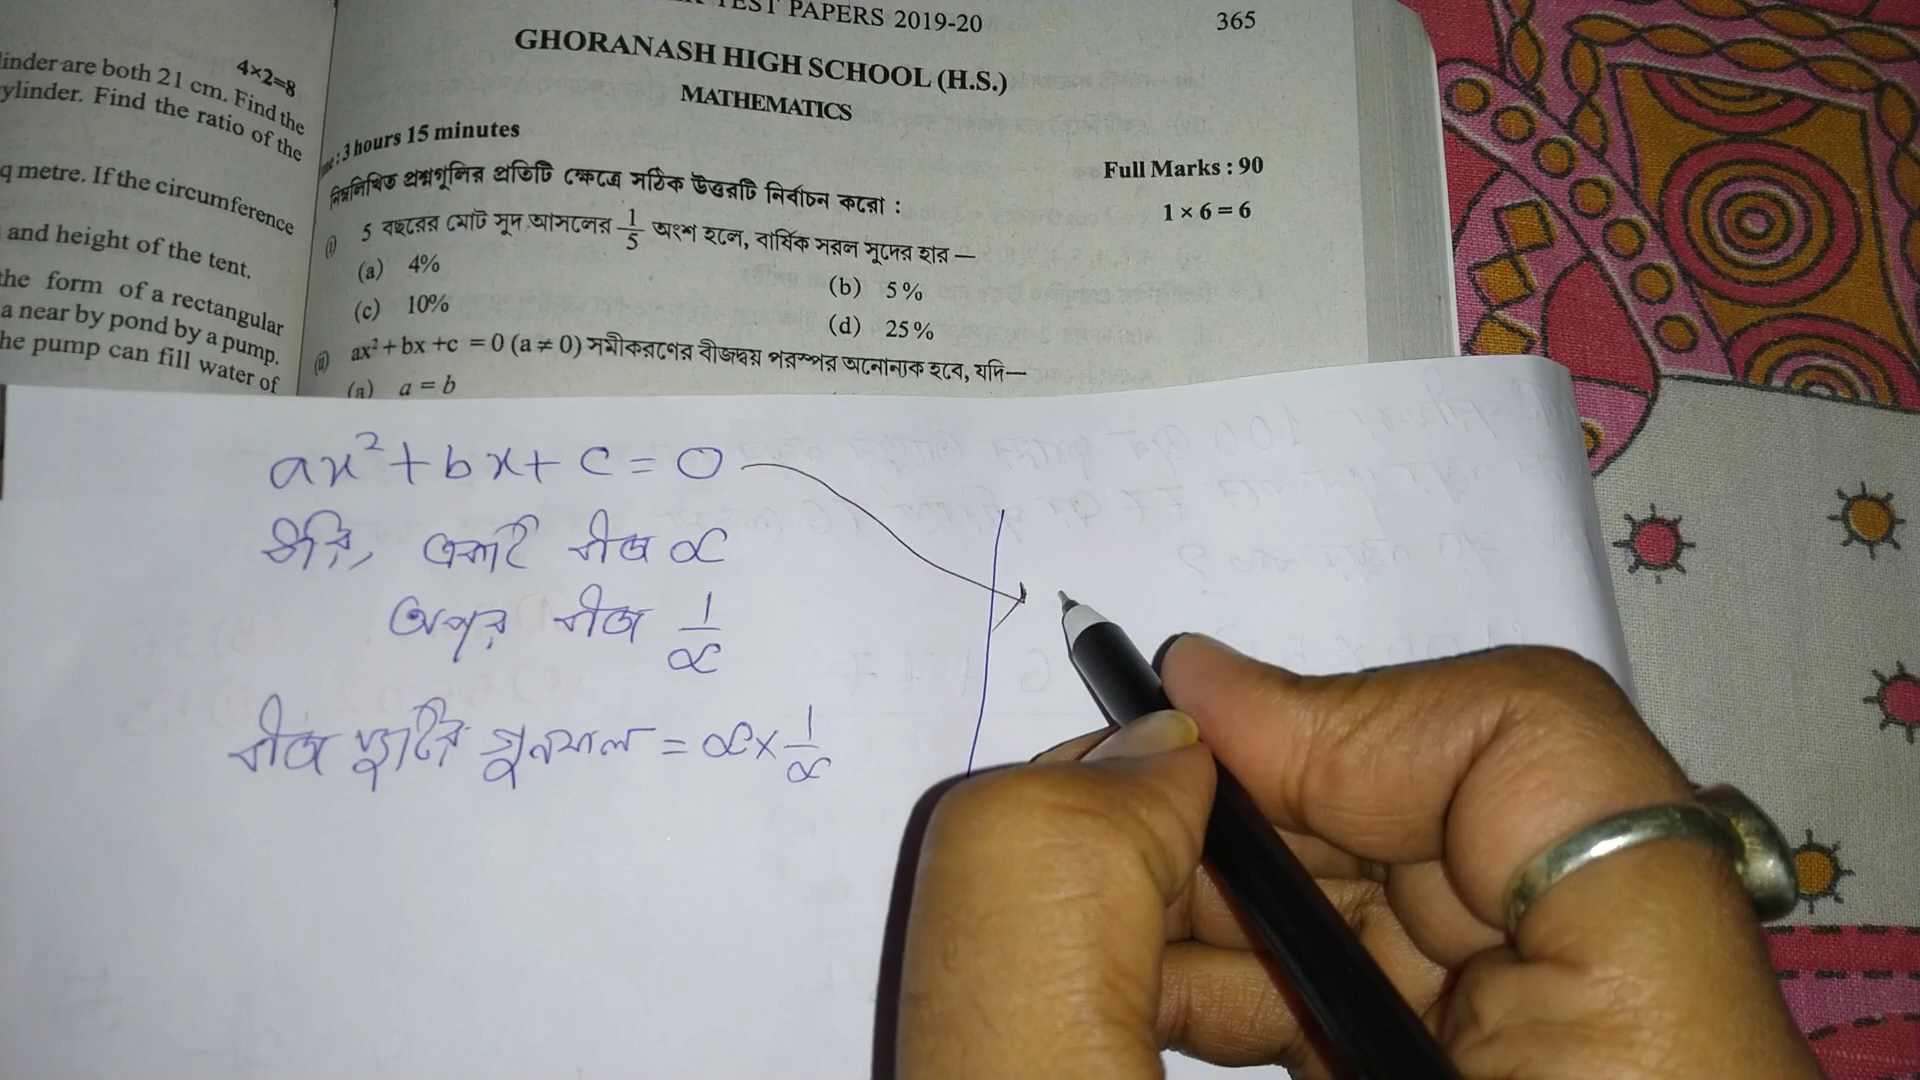 TEST PAPERS 2019-20
365
GHORANASH HIGH SCHOOL (H.S.)
MATHEMATICS
3 hours 15 minutes
Full Marks : 90
নিম্নলিখিত প্রশ্নগুলির প্রতিটি ক্ষেত্রে সঠিক উত্তরটি নির্বাচন করো :
1 × 6 = 6
(i) 5 বছরের মোট সুদ আসলের 1/5 অংশ হলে, বার্ষিক সরল সুদের হার —
(a) 4%
(b) 5%
(c) 10%
(d) 25%
(ii) ax² + bx + c = 0 (a ≠ 0) সমীকরণের বীজদ্বয় পরস্পর অনোন্যক হবে, যদি—
(a) a = b
4×2=8
linder are both 21 cm. Find the
ylinder. Find the ratio of the
q metre. If the circumference
and height of the tent.
the form of a rectangular
a near by pond by a pump.
he pump can fill water of
ax² + bx + c = 0
ধরি, একটি বীজ α
অপর বীজ 1/α
বীজ দুটির গুনফল = α × 1/α